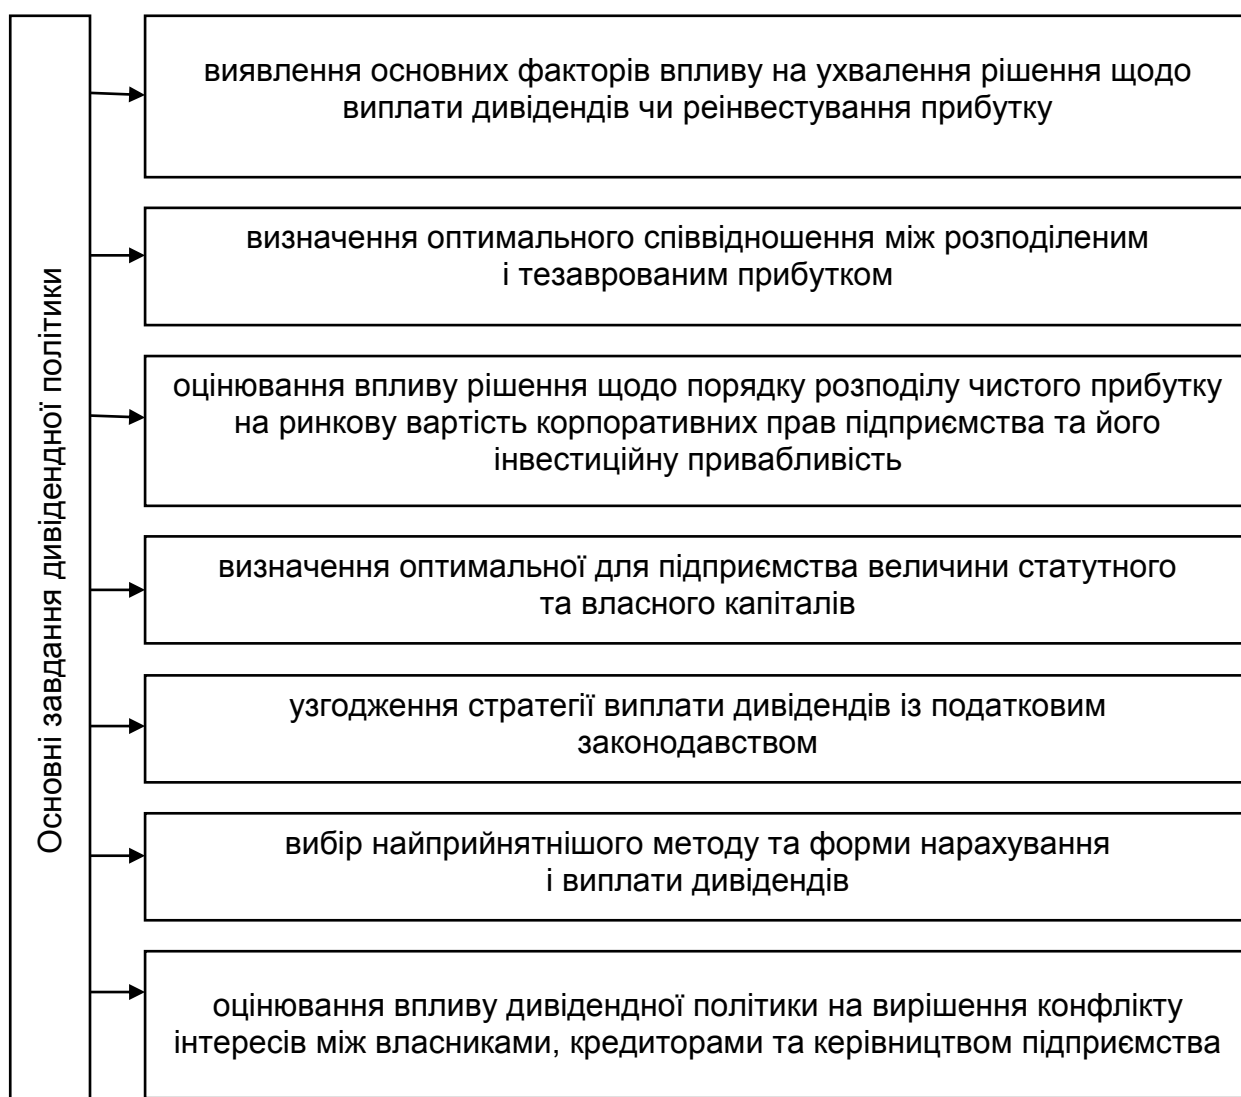 Основні завдання дивідендної політики
виявлення основних факторів впливу на ухвалення рішення щодо
виплати дивідендів чи реінвестування прибутку
визначення оптимального співвідношення між розподіленим
і тезаврованим прибутком
оцінювання впливу рішення щодо порядку розподілу чистого прибутку
на ринкову вартість корпоративних прав підприємства та його
інвестиційну привабливість
визначення оптимальної для підприємства величини статутного
та власного капіталів
узгодження стратегії виплати дивідендів із податковим
законодавством
вибір найприйнятнішого методу та форми нарахування
і виплати дивідендів
оцінювання впливу дивідендної політики на вирішення конфлікту
інтересів між власниками, кредиторами та керівництвом підприємства